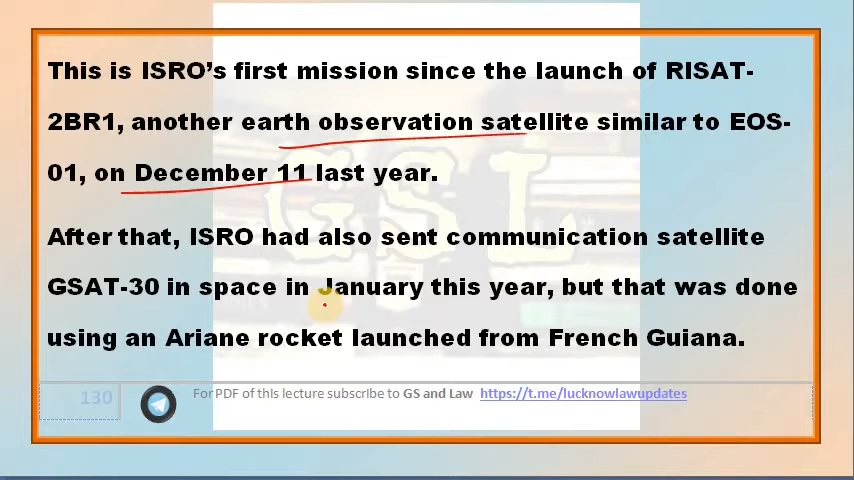 This is ISRO’s first mission since the launch of RISAT-
2BR1, another earth observation satellite similar to EOS-
01, on December 11 last year.
After that, ISRO had also sent communication satellite
GSAT-30 in space in January this year, but that was done
using an Ariane rocket launched from French Guiana.
130
For PDF of this lecture subscribe to GS and Law https://t.me/lucknowlawupdates
GSL